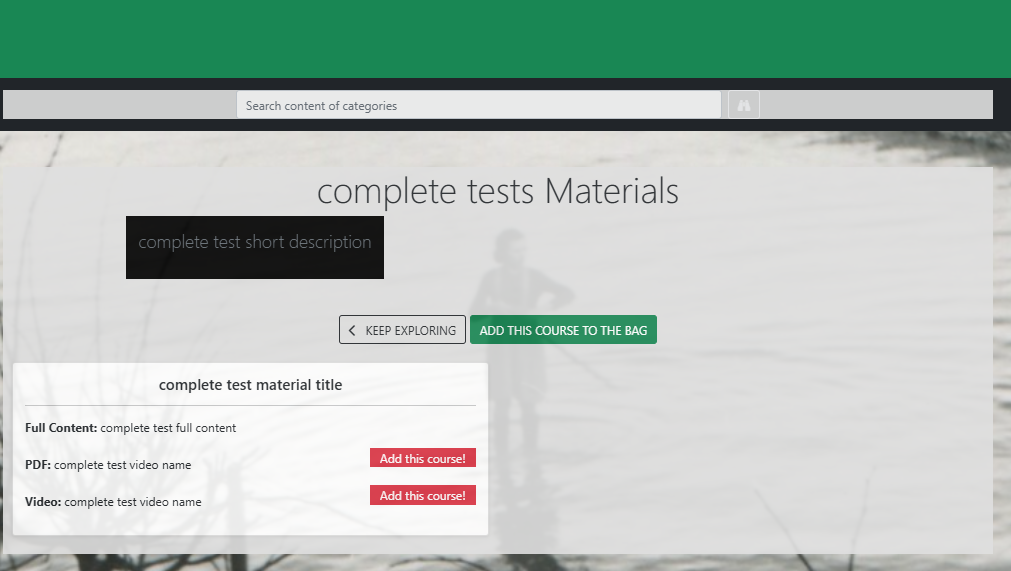 Search content of categories
complete tests Materials
complete test short description
KEEP EXPLORING
ADD THIS COURSE TO THE BAG
complete test material title
Full Content: complete test full content
PDF: complete test video name
Add this course!
Video: complete test video name
Add this course!